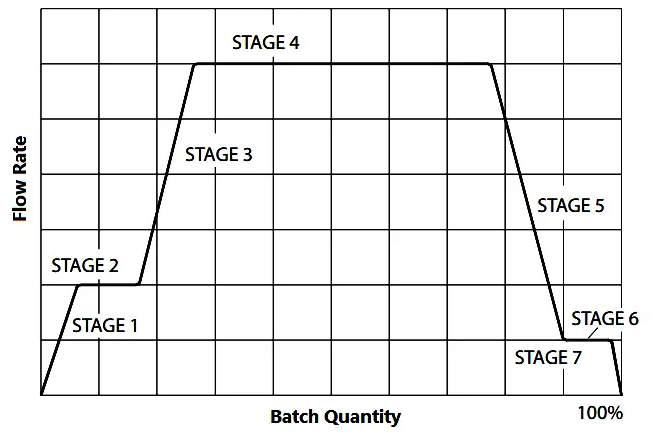 STAGE 4
STAGE 3
STAGE 5
STAGE 2
STAGE 1
STAGE 6
STAGE 7
Flow Rate
Batch Quantity
100%